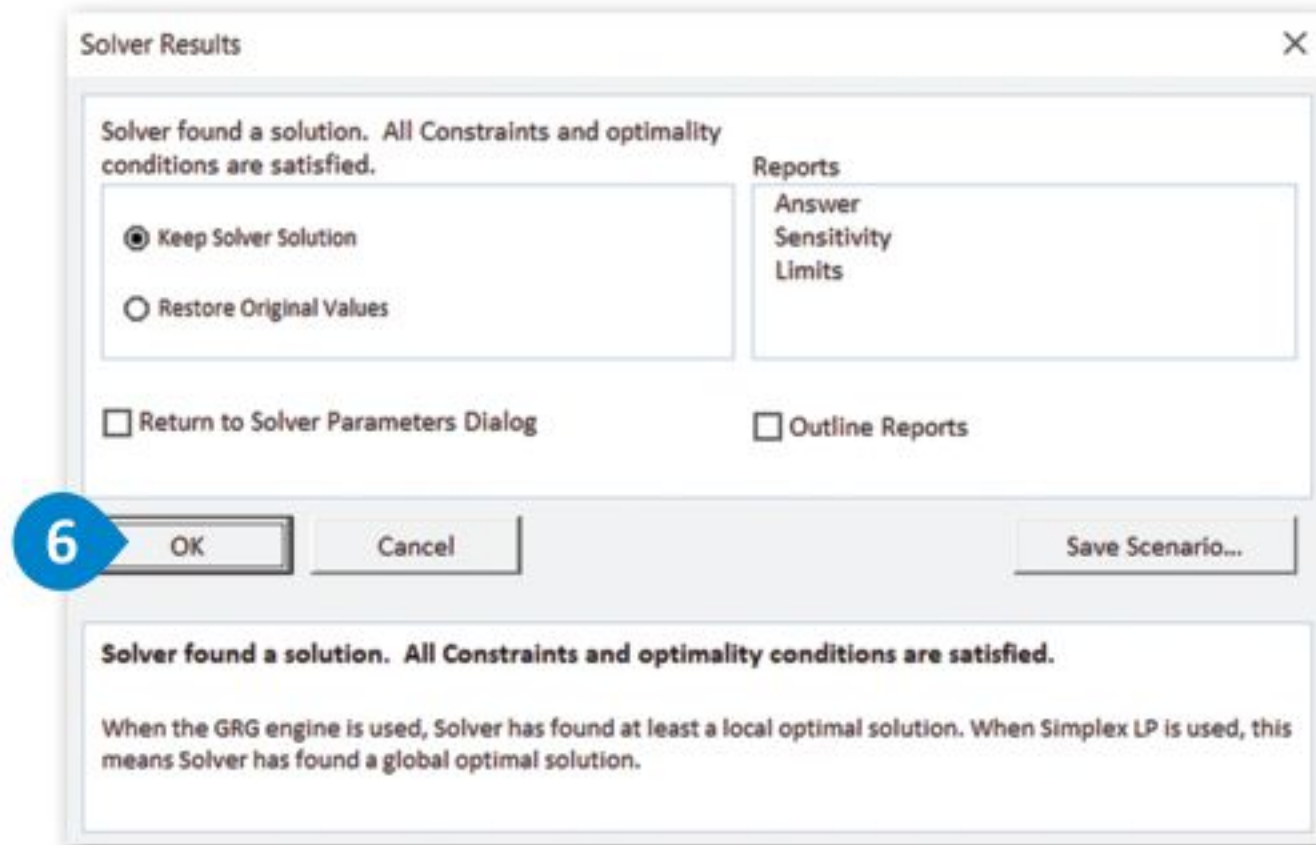 Solver Results
Solver found a solution.  All Constraints and optimality
conditions are satisfied.
Reports
Keep Solver Solution
Restore Original Values
Answer
Sensitivity
Limits
Return to Solver Parameters Dialog
Outline Reports
6
OK
Cancel
Save Scenario...
Solver found a solution.  All Constraints and optimality conditions are satisfied.
When the GRG engine is used, Solver has found at least a local optimal solution. When Simplex LP is used, this
means Solver has found a global optimal solution.